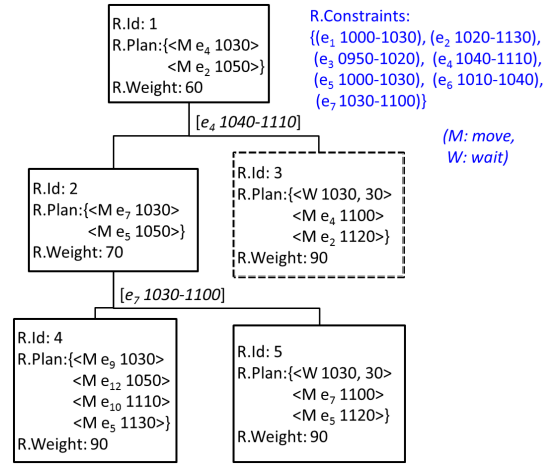 R.Id: 1
R.Plan:{<M e₄ 1030>
<M e₂ 1050>}
R.Weight: 60
R.Constraints:
{(e₁ 1000-1030), (e₂ 1020-1130),
(e₃ 0950-1020), (e₄ 1040-1110),
(e₅ 1000-1030), (e₆ 1010-1040),
(e₇ 1030-1100)}
(M: move,
W: wait)
[e₄ 1040-1110]
R.Id: 2
R.Plan:{<M e₇ 1030>
<M e₅ 1050>}
R.Weight: 70
R.Id: 3
R.Plan:{<W 1030, 30>
<M e₄ 1100>
<M e₂ 1120>}
R.Weight: 90
[e₇ 1030-1100]
R.Id: 4
R.Plan:{<M e₉ 1030>
<M e₁₂ 1050>
<M e₁₀ 1110>
<M e₅ 1130>}
R.Weight: 90
R.Id: 5
R.Plan:{<W 1030, 30>
<M e₇ 1100>
<M e₅ 1120>}
R.Weight: 90